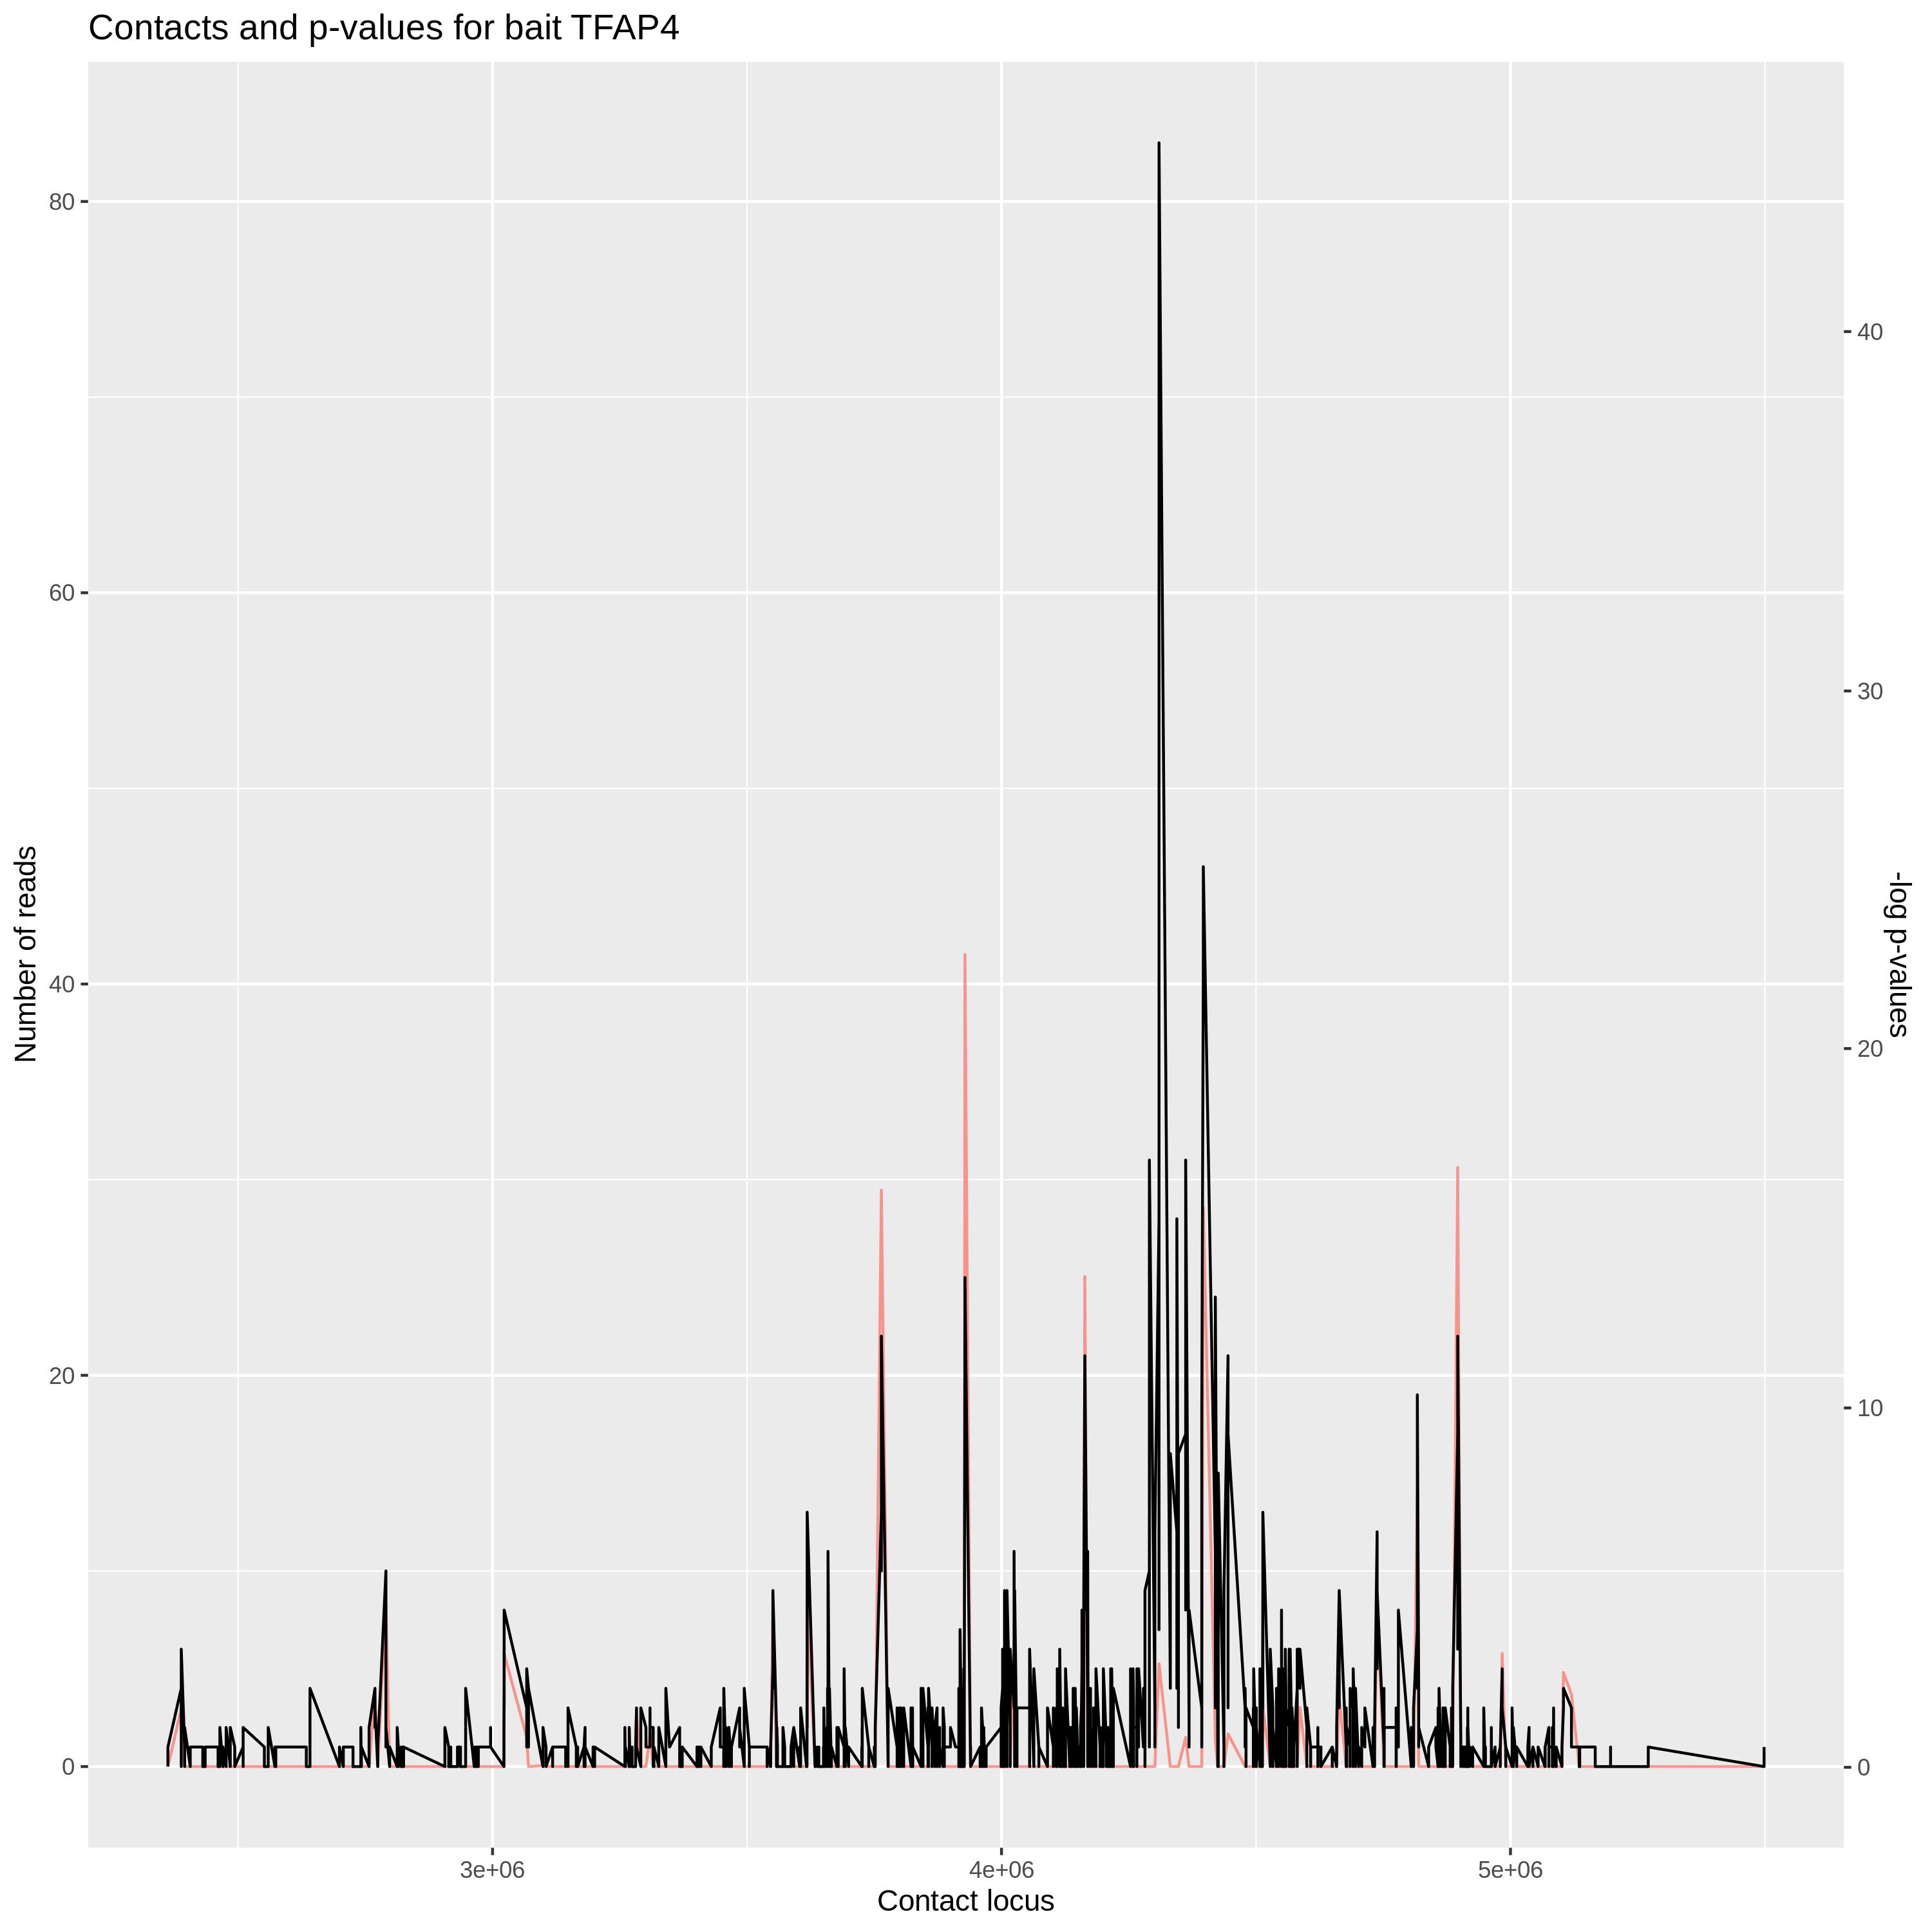 Contacts and p-values for bait TFAP4
80
60
40
20
0
40
30
20
10
0
Number of reads
-log p-values
3e+06
4e+06
5e+06
Contact locus